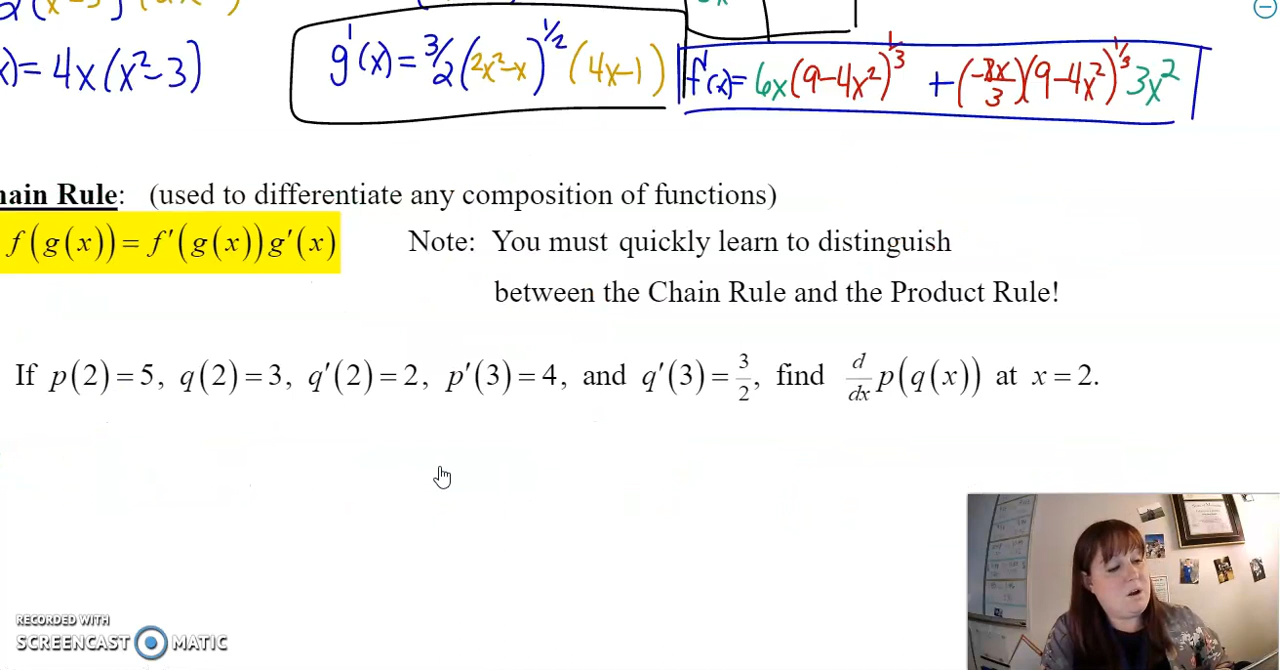 x)= 4x(x²-3)
g'(x) = 3/2 (2x²-x)^1/2 (4x-1)
f'(x)= 6x(9-4x²)^1/3 + (-8x/3)(9-4x²)^1/3 3x²
hain Rule: (used to differentiate any composition of functions)
f(g(x)) = f′(g(x))g′(x) Note: You must quickly learn to distinguish
between the Chain Rule and the Product Rule!
If p(2) = 5, q(2) = 3, q′(2) = 2, p′(3) = 4, and q′(3) = 3/2, find d/dx p(q(x)) at x = 2.
RECORDED WITH
SCREENCAST MATIC